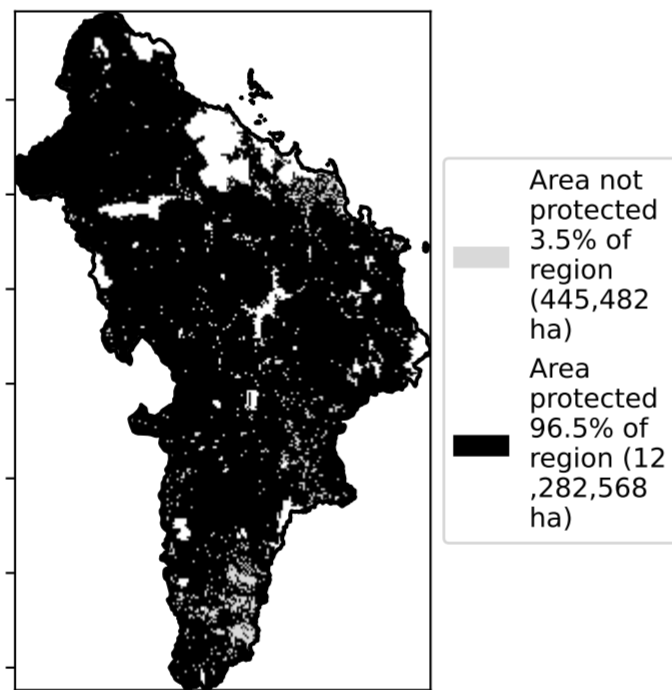 Area not
protected
3.5% of
region
(445,482
ha)
Area
protected
96.5% of
region (12
,282,568
ha)